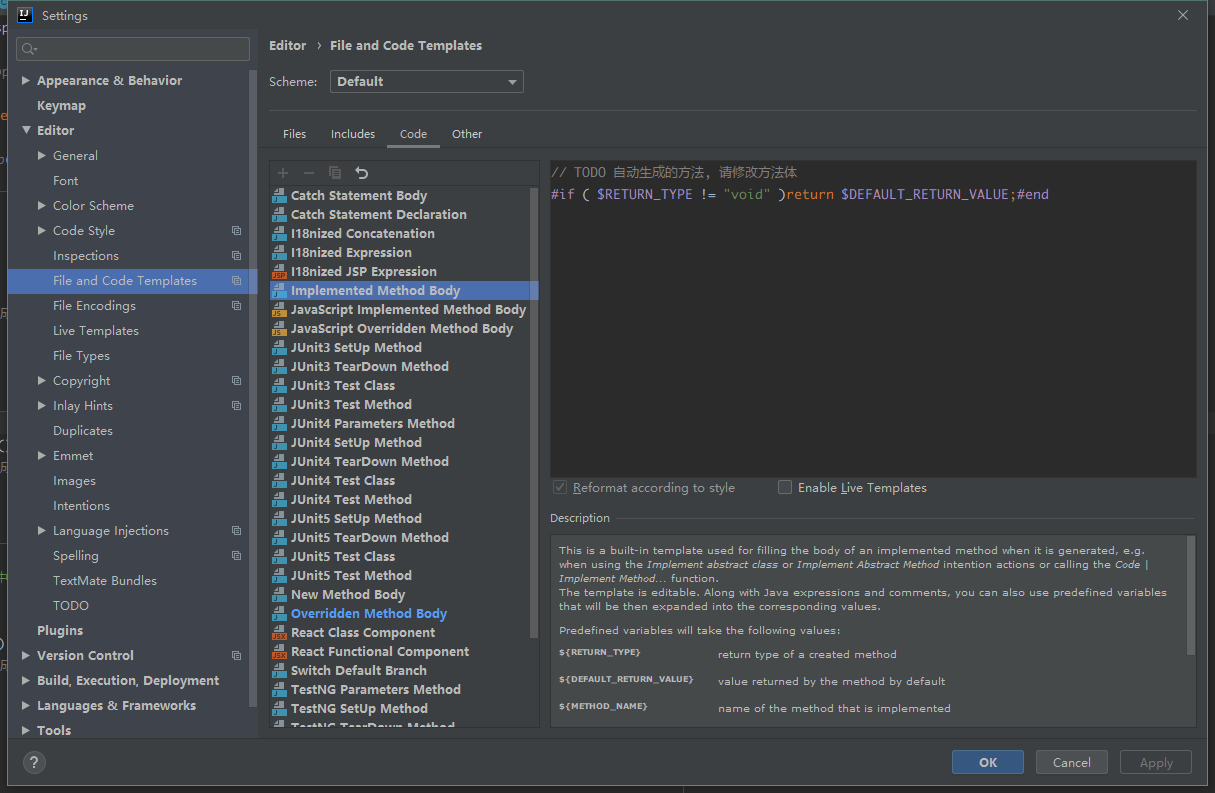 Settings
Editor › File and Code Templates
Scheme: Default
Files Includes Code Other
Appearance & Behavior
Keymap
Editor
General
Font
Color Scheme
Code Style
Inspections
File and Code Templates
File Encodings
Live Templates
File Types
Copyright
Inlay Hints
Duplicates
Emmet
Images
Intentions
Language Injections
Spelling
TextMate Bundles
TODO
Plugins
Version Control
Build, Execution, Deployment
Languages & Frameworks
Tools
Catch Statement Body
Catch Statement Declaration
I18nized Concatenation
I18nized Expression
I18nized JSP Expression
Implemented Method Body
JavaScript Implemented Method Body
JavaScript Overridden Method Body
JUnit3 SetUp Method
JUnit3 TearDown Method
JUnit3 Test Class
JUnit3 Test Method
JUnit4 Parameters Method
JUnit4 SetUp Method
JUnit4 TearDown Method
JUnit4 Test Class
JUnit4 Test Method
JUnit5 SetUp Method
JUnit5 TearDown Method
JUnit5 Test Class
JUnit5 Test Method
New Method Body
Overridden Method Body
React Class Component
React Functional Component
Switch Default Branch
TestNG Parameters Method
TestNG SetUp Method
TestNG TearDown Method
// TODO 自动生成的方法, 请修改方法体
#if ( $RETURN_TYPE != "void" )return $DEFAULT_RETURN_VALUE;#end
Reformat according to style Enable Live Templates
Description
This is a built-in template used for filling the body of an implemented method when it is generated, e.g.
when using the Implement abstract class or Implement Abstract Method intention actions or calling the Code |
Implement Method... function.
The template is editable. Along with Java expressions and comments, you can also use predefined variables
that will be then expanded into the corresponding values.
Predefined variables will take the following values:
${RETURN_TYPE} return type of a created method
${DEFAULT_RETURN_VALUE} value returned by the method by default
${METHOD_NAME} name of the method that is implemented
? OK Cancel Apply